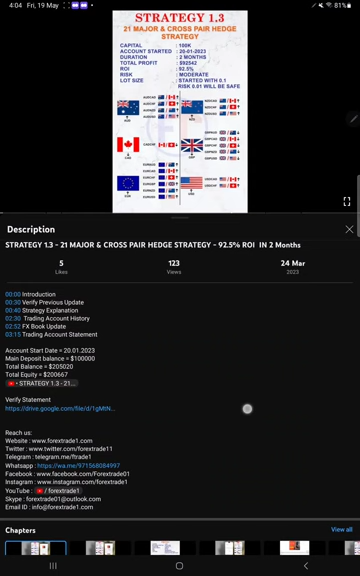 4:04 Fri, 19 May
81%
STRATEGY 1.3
21 MAJOR & CROSS PAIR HEDGE
STRATEGY
CAPITAL : 100K
ACCOUNT STARTED : 20-01-2023
DURATION : 2 MONTHS
TOTAL PROFIT : $92542
ROI : 92.5%
RISK : MODERATE
LOT SIZE : STARTED WITH 0.1
RISK 0.01 WILL BE SAFE
Description
STRATEGY 1.3 - 21 MAJOR & CROSS PAIR HEDGE STRATEGY - 92.5% ROI IN 2 Months
5 123 24 Mar
Likes Views 2023
00:00 Introduction
00:30 Verify Previous Update
00:40 Strategy Explanation
02:30 Trading Account History
02:52 FX Book Update
03:15 Trading Account Statement
Account Start Date = 20.01.2023
Main Deposit balance = $100000
Total Balance = $205020
Total Equity = $200667
• STRATEGY 1.3 - 21...
Verify Statement
https://drive.google.com/file/d/1gMtN...
Reach us:
Website : www.forextrade1.com
Twitter : www.twitter.com/forextrade11
Telegram : telegram.me/ftrade1
Whatsapp : https://wa.me/971568084997
Facebook : www.facebook.com/Forextrade01
Instagram : www.instagram.com/forextrade1
YouTube : / forextrade1
Skype : forextrade01@outlook.com
Email ID : info@forextrade1.com
Chapters View all